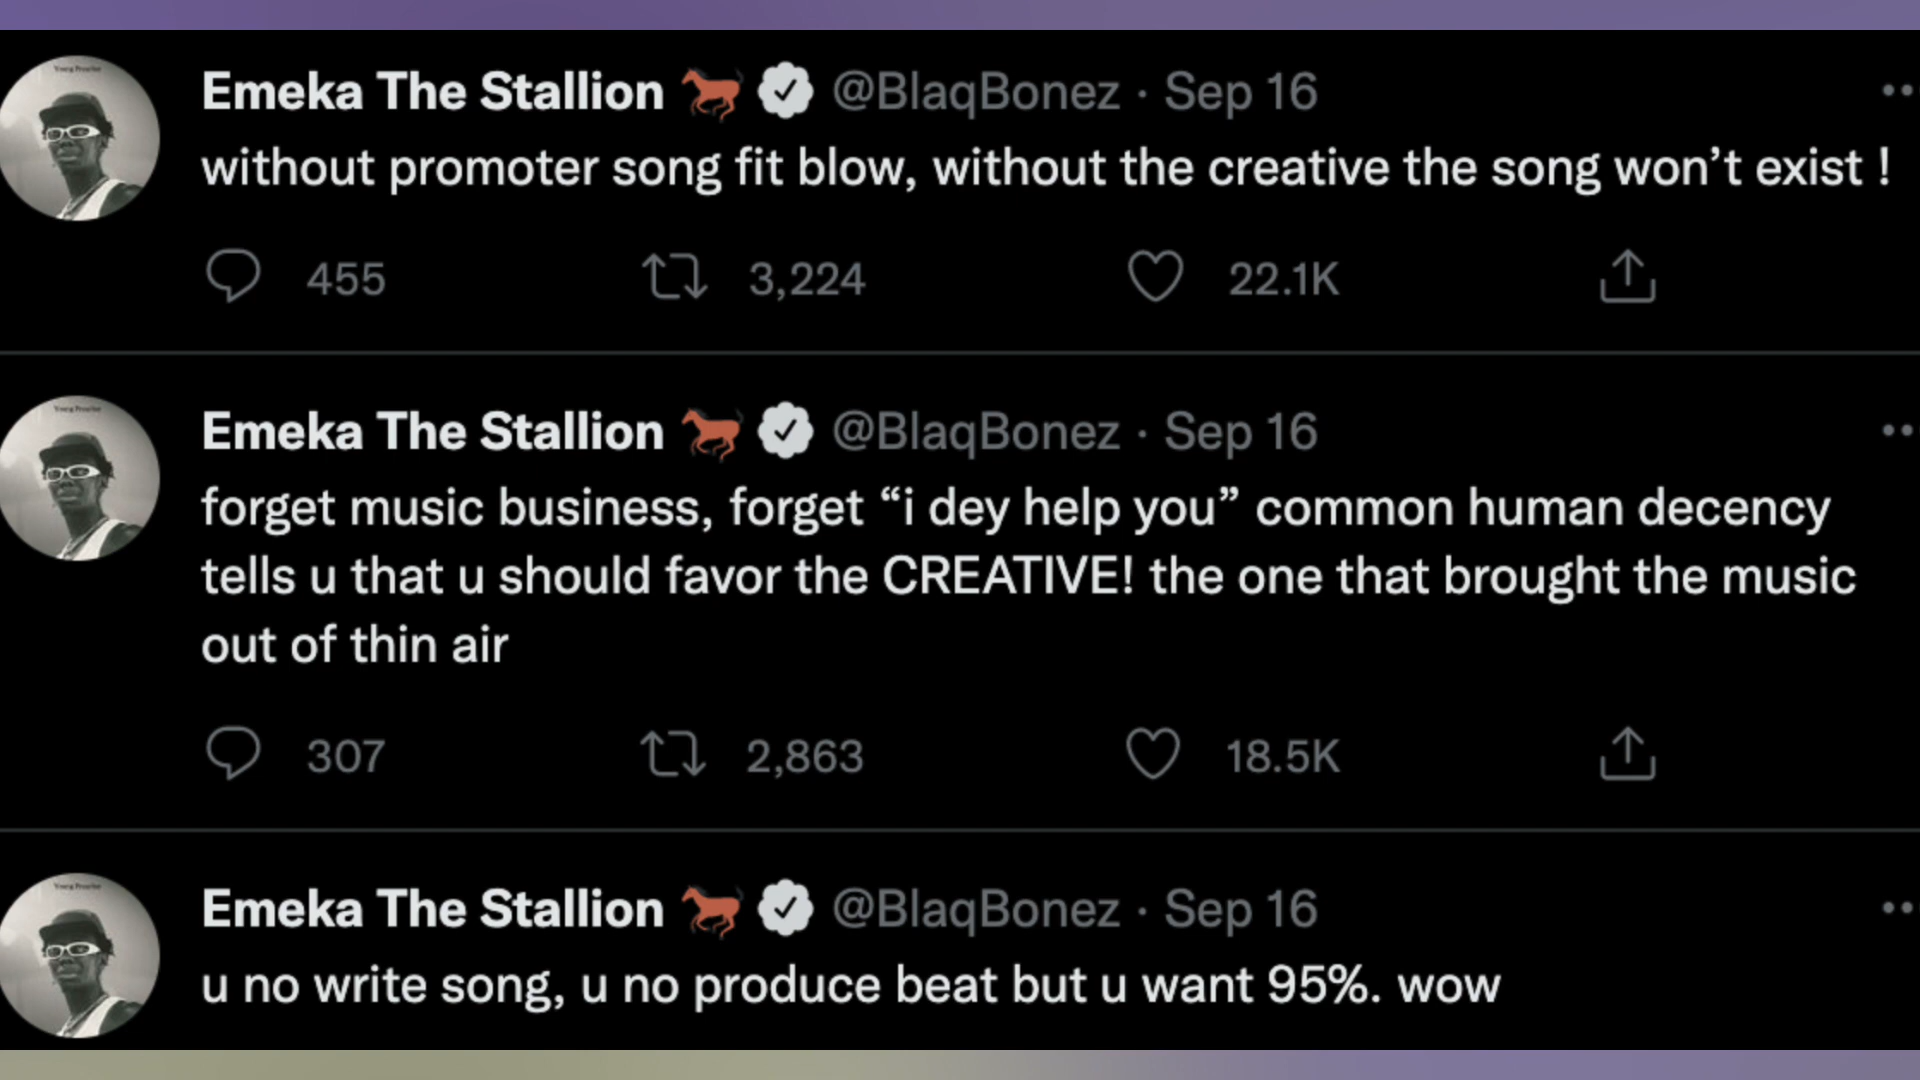 Emeka The Stallion 🐎 @BlaqBonez · Sep 16
without promoter song fit blow, without the creative the song won’t exist !
455 3,224 22.1K
Emeka The Stallion 🐎 @BlaqBonez · Sep 16
forget music business, forget “i dey help you” common human decency
tells u that u should favor the CREATIVE! the one that brought the music
out of thin air
307 2,863 18.5K
Emeka The Stallion 🐎 @BlaqBonez · Sep 16
u no write song, u no produce beat but u want 95%. wow